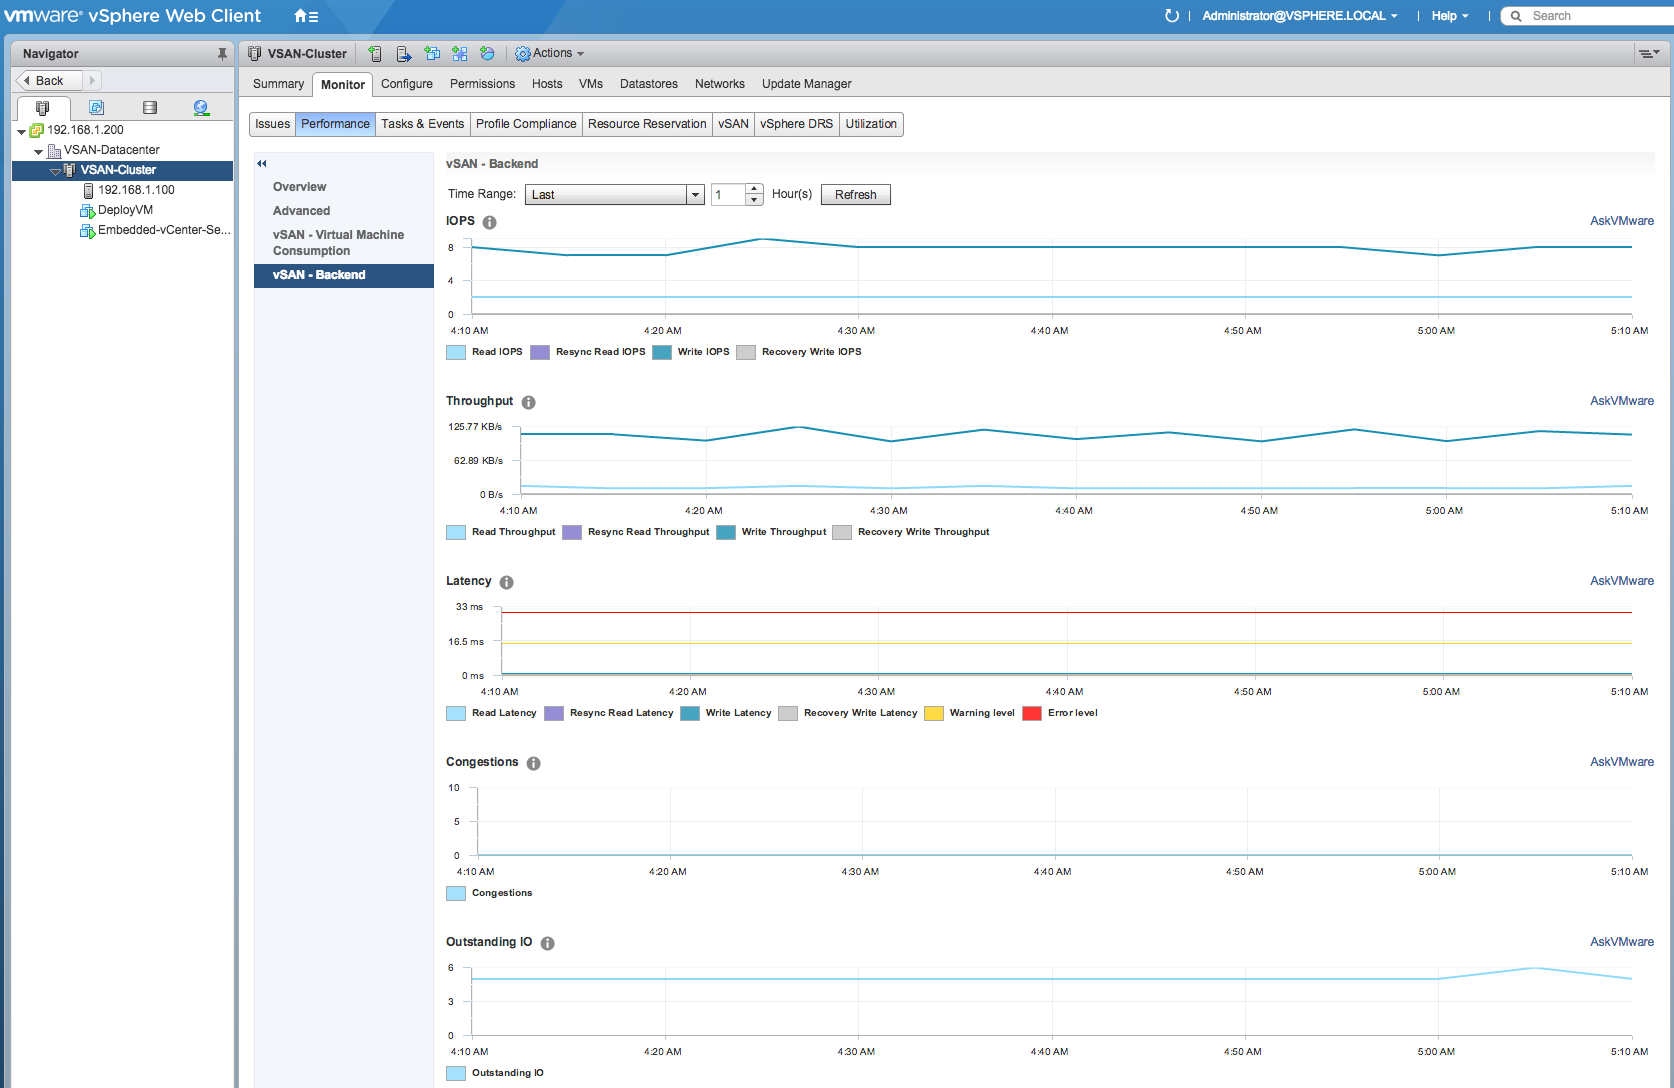 vmware® vSphere Web Client
Administrator@VSPHERE.LOCAL
Help
Search
Navigator
Back
192.168.1.200
VSAN-Datacenter
VSAN-Cluster
192.168.1.100
DeployVM
Embedded-vCenter-Se...
VSAN-Cluster
Actions
Summary Monitor Configure Permissions Hosts VMs Datastores Networks Update Manager
Issues Performance Tasks & Events Profile Compliance Resource Reservation vSAN vSphere DRS Utilization
Overview
Advanced
vSAN - Virtual Machine
Consumption
vSAN - Backend
vSAN - Backend
Time Range: Last 1 Hour(s) Refresh
IOPS AskVMware
8
4
0
4:10 AM 4:20 AM 4:30 AM 4:40 AM 4:50 AM 5:00 AM 5:10 AM
Read IOPS Resync Read IOPS Write IOPS Recovery Write IOPS
Throughput AskVMware
125.77 KB/s
62.89 KB/s
0 B/s
4:10 AM 4:20 AM 4:30 AM 4:40 AM 4:50 AM 5:00 AM 5:10 AM
Read Throughput Resync Read Throughput Write Throughput Recovery Write Throughput
Latency AskVMware
33 ms
16.5 ms
0 ms
4:10 AM 4:20 AM 4:30 AM 4:40 AM 4:50 AM 5:00 AM 5:10 AM
Read Latency Resync Read Latency Write Latency Recovery Write Latency Warning level Error level
Congestions AskVMware
10
5
0
4:10 AM 4:20 AM 4:30 AM 4:40 AM 4:50 AM 5:00 AM 5:10 AM
Congestions
Outstanding IO AskVMware
6
3
0
4:10 AM 4:20 AM 4:30 AM 4:40 AM 4:50 AM 5:00 AM 5:10 AM
Outstanding IO